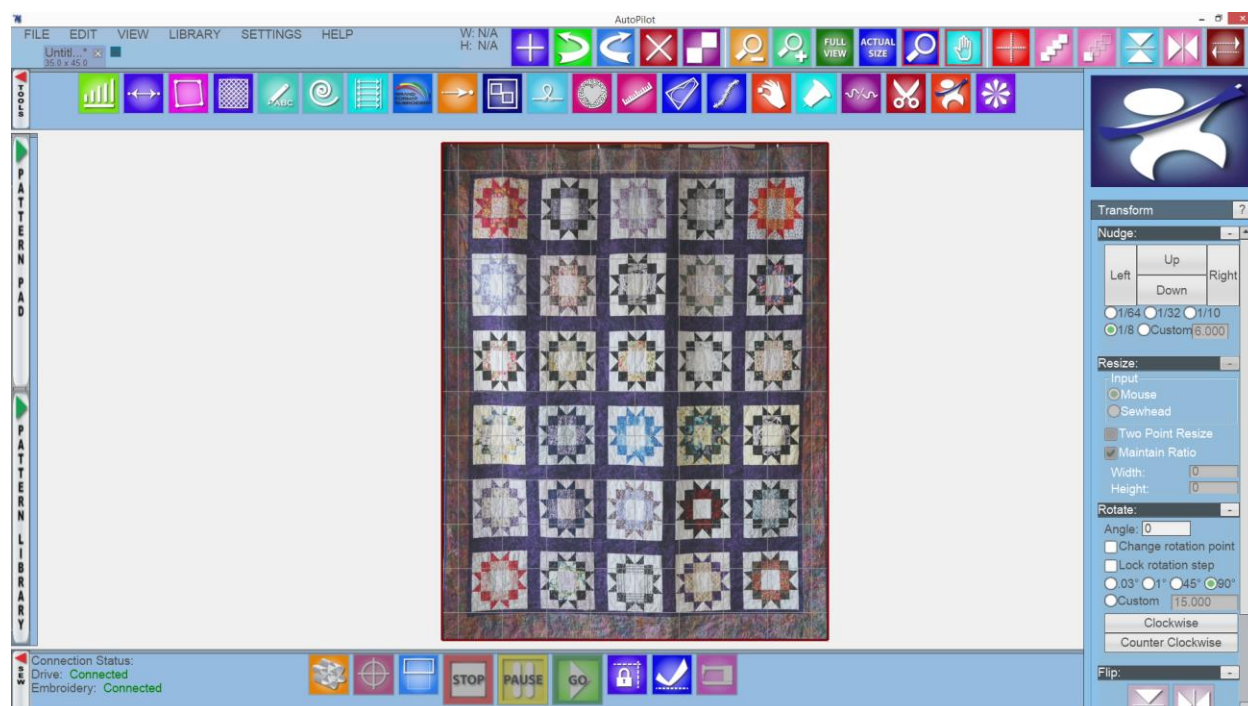 AutoPilot
FILE EDIT VIEW LIBRARY SETTINGS HELP
W: N/A
H: N/A
Untitl...*
35.0 x 45.0
FULL VIEW
ACTUAL SIZE
TOOLS
ABC
PATTERN PAD
PATTERN LIBRARY
Transform ?
Nudge: -
Left Up Right
Down
1/64 1/32 1/10
1/8 Custom 6.000
Resize: -
Input
Mouse
Sewhead
Two Point Resize
Maintain Ratio
Width: 0
Height: 0
Rotate: -
Angle: 0
Change rotation point
Lock rotation step
.03° 1° 45° 90°
Custom 15.000
Clockwise
Counter Clockwise
Flip: -
SEW
Connection Status:
Drive: Connected
Embroidery: Connected
STOP PAUSE GO